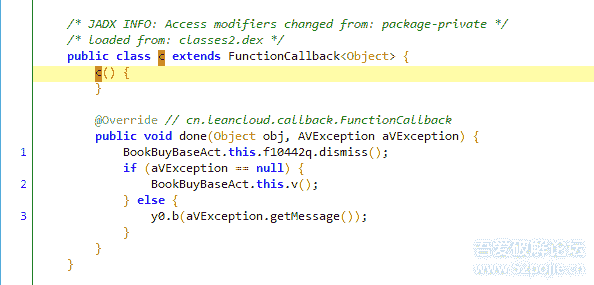 /* JADX INFO: Access modifiers changed from: package-private */
/* loaded from: classes2.dex */
public class c extends FunctionCallback<Object> {
c() {
}
@Override // cn.leancloud.callback.FunctionCallback
public void done(Object obj, AVException aVException) {
1 BookBuyBaseAct.this.f10442q.dismiss();
if (aVException == null) {
2 BookBuyBaseAct.this.v();
} else {
3 y0.b(aVException.getMessage());
}
}
}
吾爱破解论坛
www.52pojie.cn